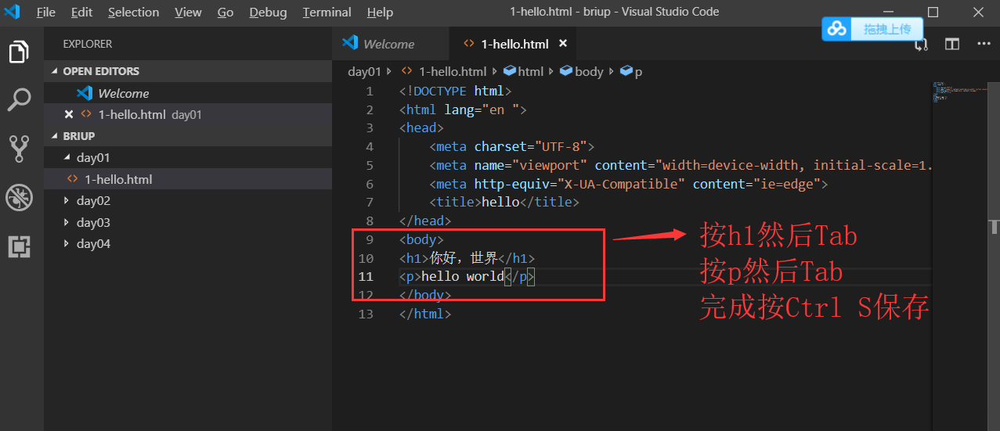 File Edit Selection View Go Debug Terminal Help 1-hello.html - briup - Visual Studio Code
拖拽上传
EXPLORER
OPEN EDITORS
Welcome
1-hello.html day01
BRIUP
day01
1-hello.html
day02
day03
day04
Welcome 1-hello.html
day01 1-hello.html html body p
1 <!DOCTYPE html>
2 <html lang="en ">
3 <head>
4 <meta charset="UTF-8">
5 <meta name="viewport" content="width=device-width, initial-scale=1.
6 <meta http-equiv="X-UA-Compatible" content="ie=edge">
7 <title>hello</title>
8 </head>
9 <body>
10 <h1>你好，世界</h1>
11 <p>hello world</p>
12 </body>
13 </html>
按h1然后Tab
按p然后Tab
完成按Ctrl S保存